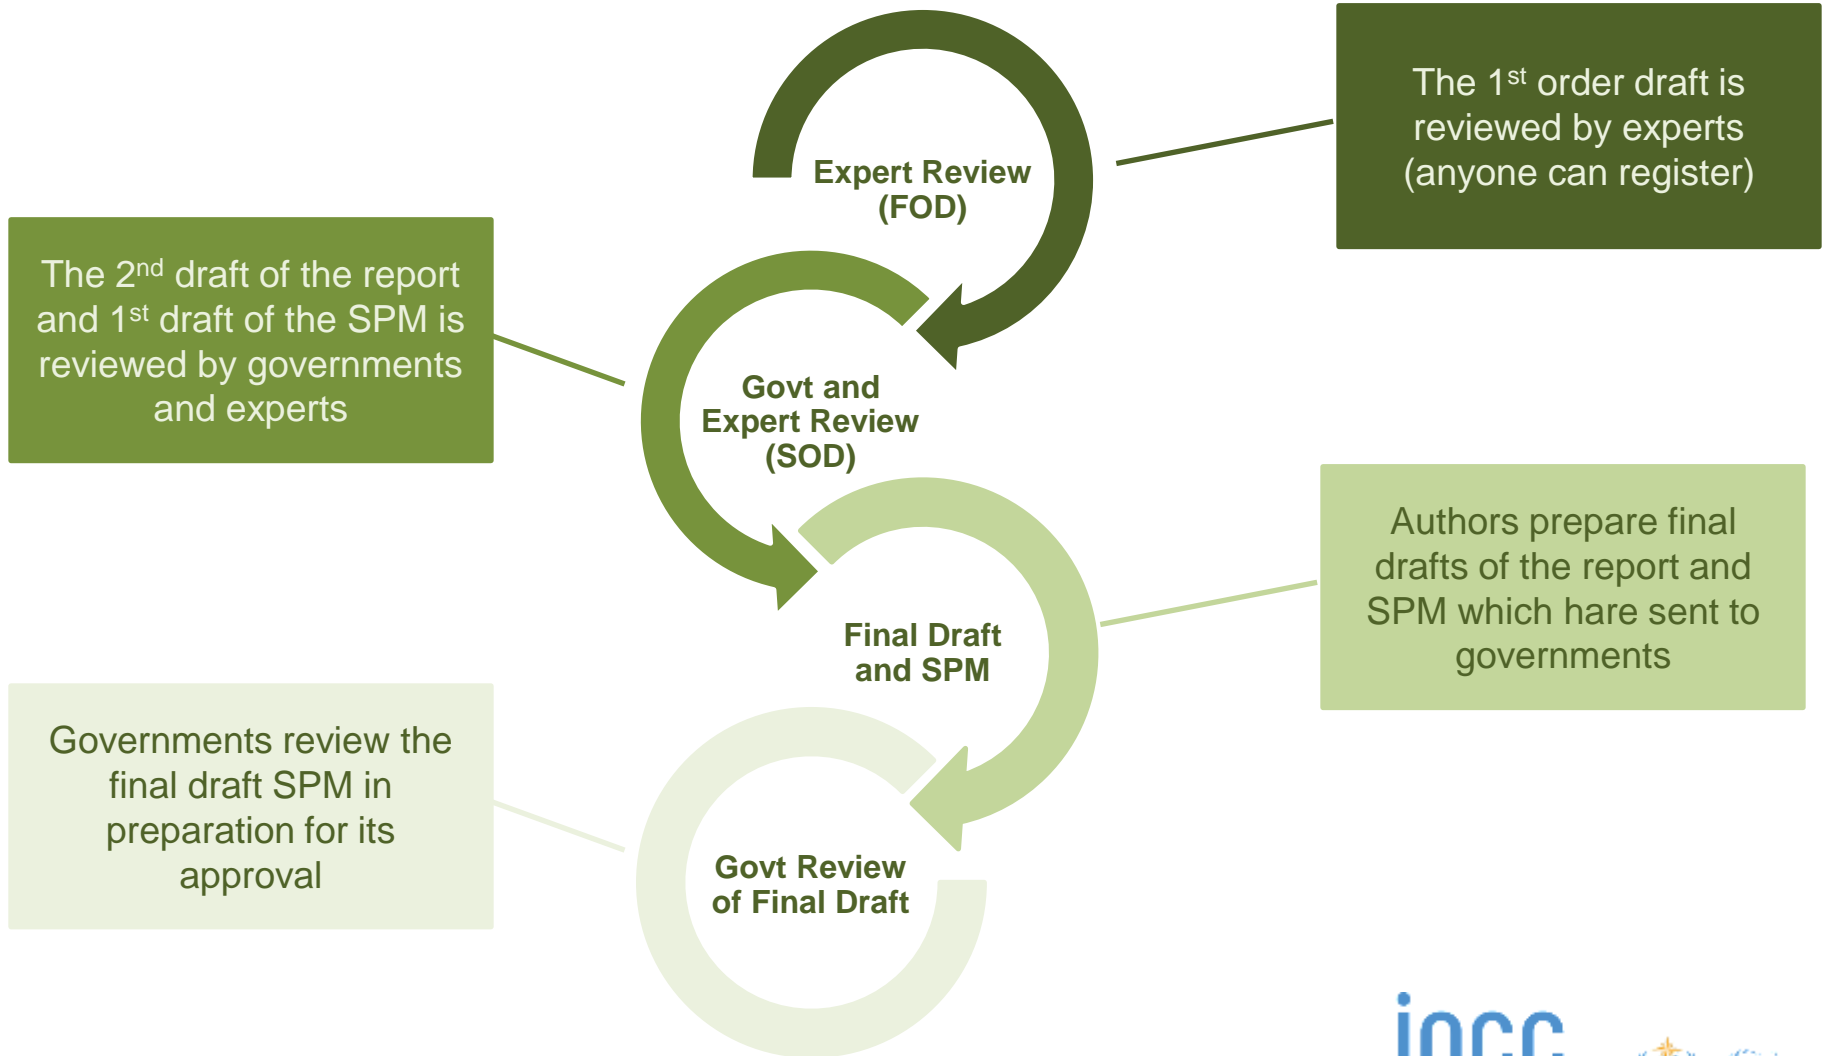 Expert Review
(FOD)
The 1st order draft is
reviewed by experts
(anyone can register)
The 2nd draft of the report
and 1st draft of the SPM is
reviewed by governments
and experts
Govt and
Expert Review
(SOD)
Final Draft
and SPM
Authors prepare final
drafts of the report and
SPM which hare sent to
governments
Governments review the
final draft SPM in
preparation for its
approval
Govt Review
of Final Draft
ipcc